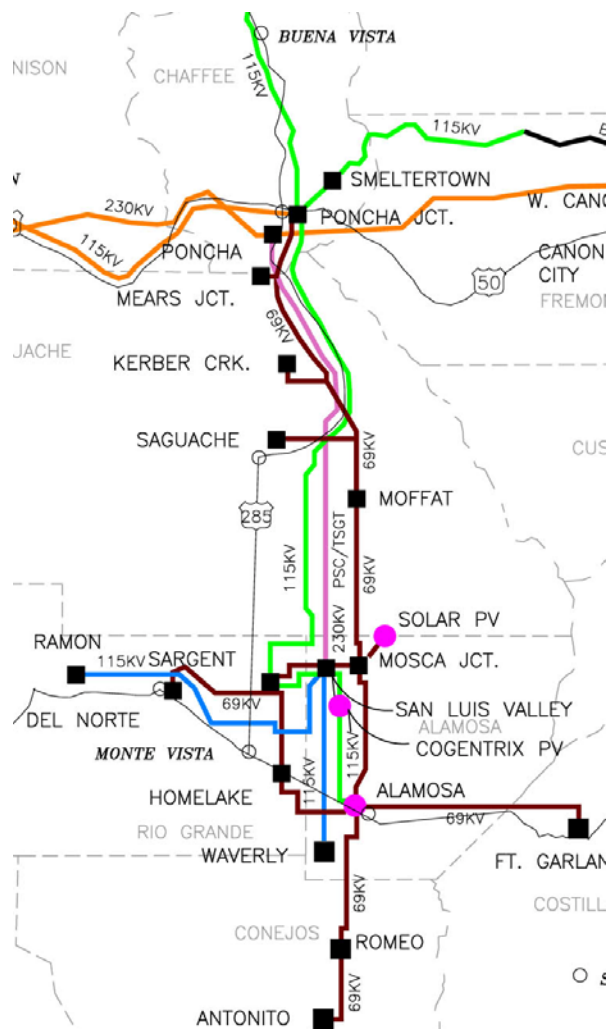 BUENA VISTA
NISON
CHAFFEE
115KV
115KV
SMELTERTOWN
230KV
W. CANO
PONCHA JCT.
PONCHA
115KV
CANON
CITY
50
MEARS JCT.
FREMON
69KV
JACHE
KERBER CRK.
SAGUACHE
CUS
69KV
MOFFAT
285
115KV
PSC/TSGT
69KV
SOLAR PV
230KV
RAMON
SARGENT
MOSCA JCT.
115KV
69KV
SAN LUIS VALLEY
DEL NORTE
ALAMOSA
COGENTRIX PV
MONTE VISTA
115KV
HOMELAKE
115KV
ALAMOSA
69KV
RIO GRANDE
WAVERLY
FT. GARLAN
69KV
COSTILL
CONEJOS
ROMEO
69KV
ANTONITO